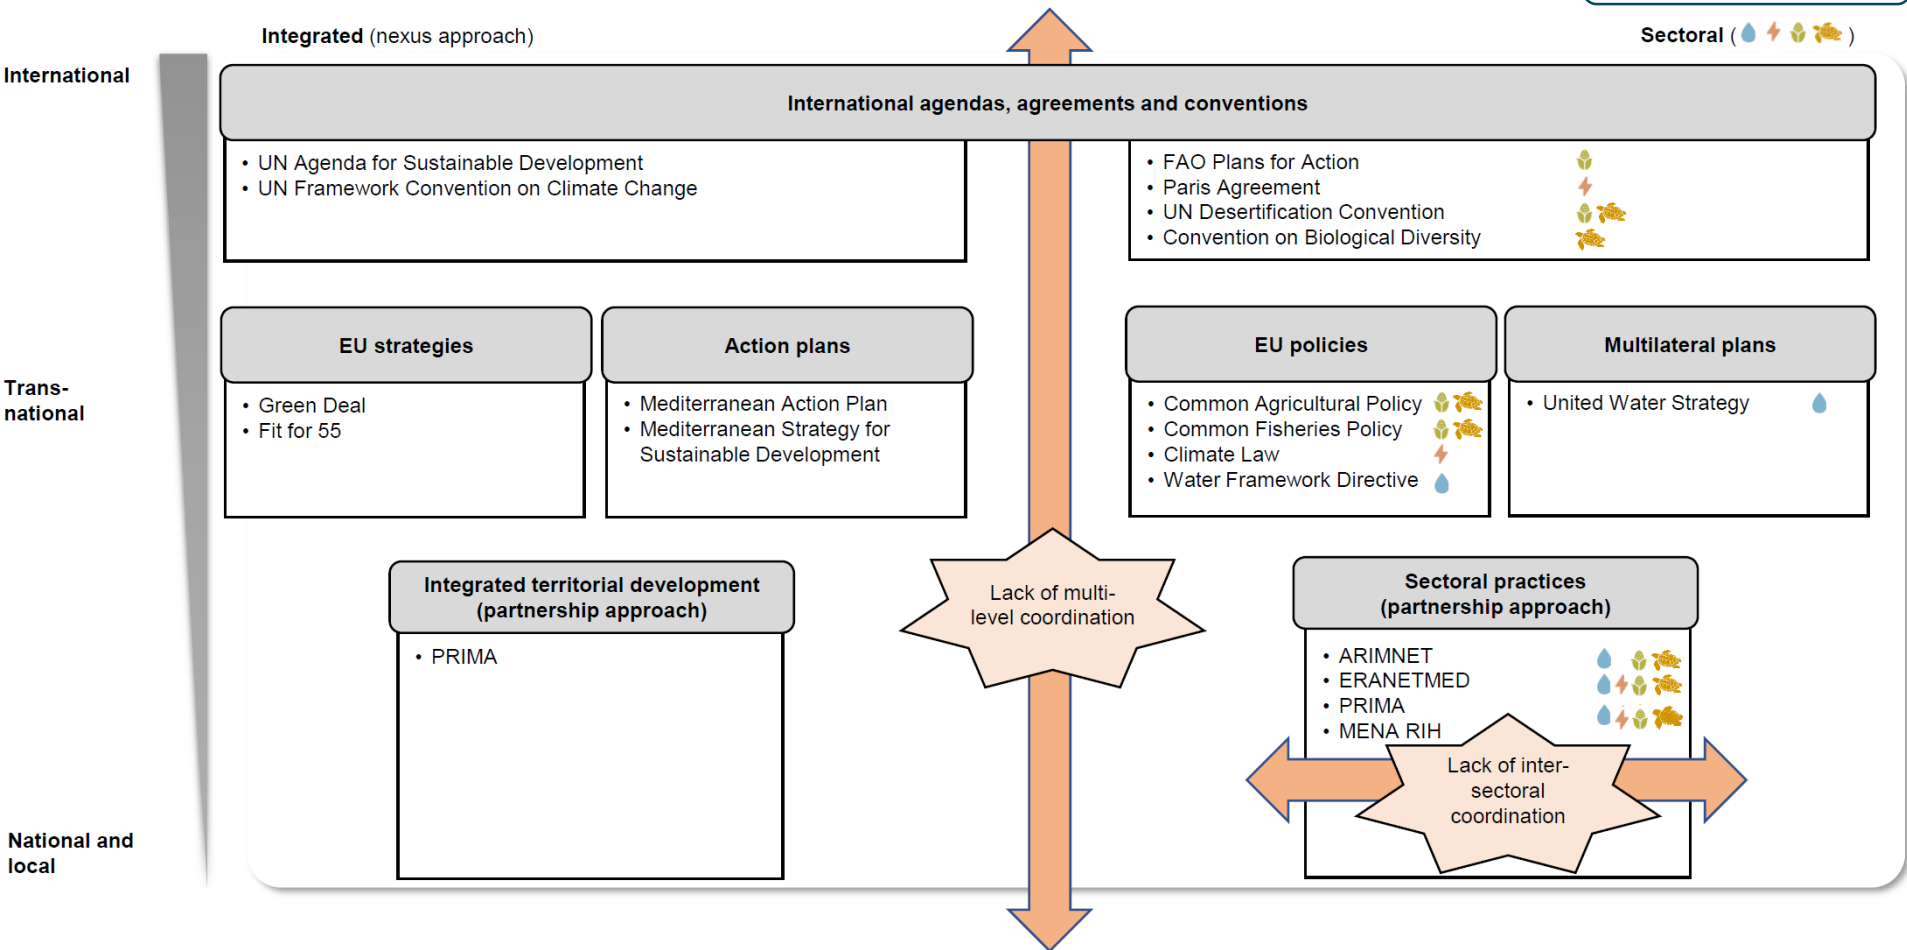 Integrated (nexus approach)
Sectoral ( )
International
International agendas, agreements and conventions
• UN Agenda for Sustainable Development
• UN Framework Convention on Climate Change
• FAO Plans for Action
• Paris Agreement
• UN Desertification Convention
• Convention on Biological Diversity
Trans-
national
EU strategies
• Green Deal
• Fit for 55
Action plans
• Mediterranean Action Plan
• Mediterranean Strategy for
Sustainable Development
EU policies
• Common Agricultural Policy
• Common Fisheries Policy
• Climate Law
• Water Framework Directive
Multilateral plans
• United Water Strategy
Lack of multi-
level coordination
Integrated territorial development
(partnership approach)
• PRIMA
Sectoral practices
(partnership approach)
• ARIMNET
• ERANETMED
• PRIMA
• MENA RIH
Lack of inter-
sectoral
coordination
National and
local